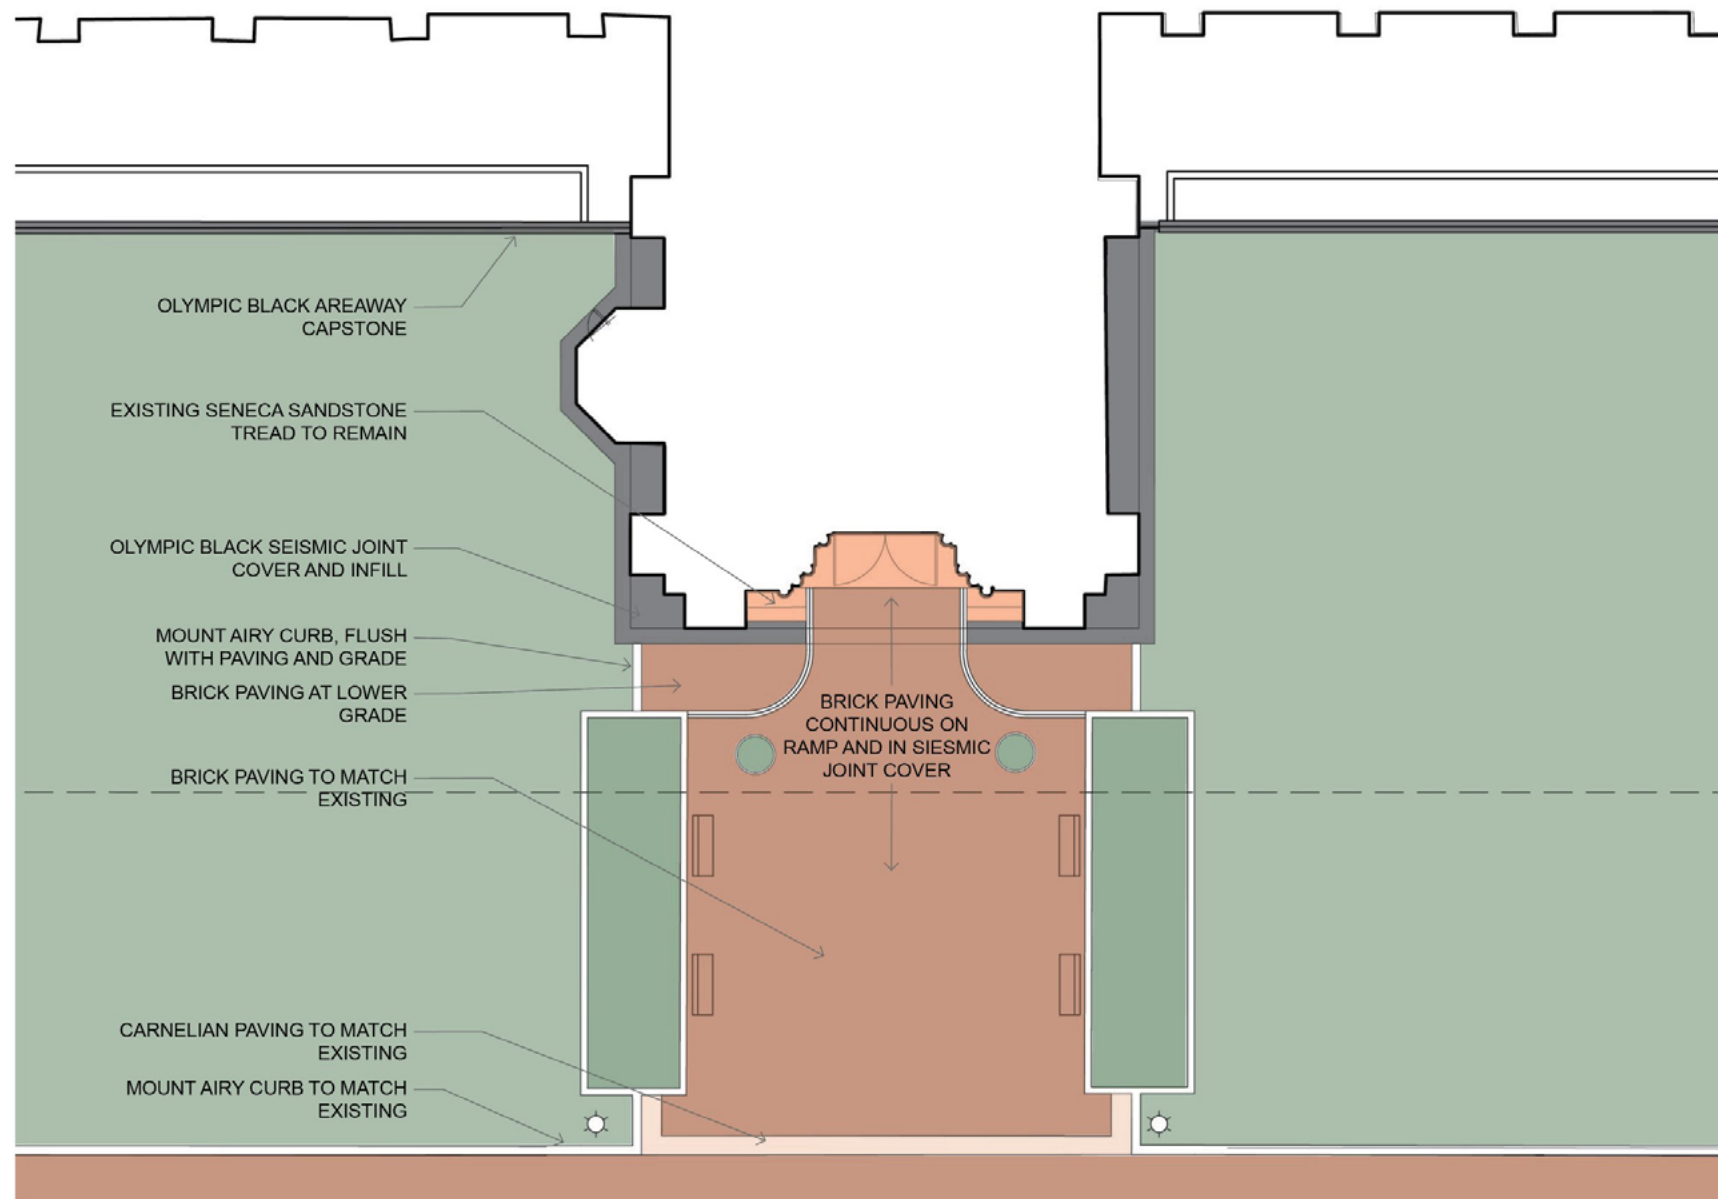 OLYMPIC BLACK AREAWAY
CAPSTONE
EXISTING SENECA SANDSTONE
TREAD TO REMAIN
OLYMPIC BLACK SEISMIC JOINT
COVER AND INFILL
MOUNT AIRY CURB, FLUSH
WITH PAVING AND GRADE
BRICK PAVING AT LOWER
GRADE
BRICK PAVING
CONTINUOUS ON
RAMP AND IN SIESMIC
JOINT COVER
BRICK PAVING TO MATCH
EXISTING
CARNELIAN PAVING TO MATCH
EXISTING
MOUNT AIRY CURB TO MATCH
EXISTING